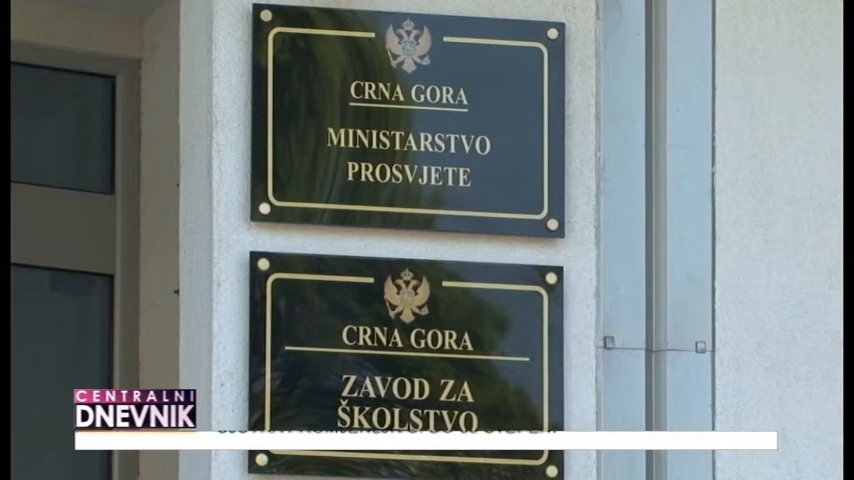 CRNA GORA
MINISTARSTVO
PROSVJETE
CRNA GORA
ZAVOD ZA
ŠKOLSTVO
CENTRALNI
DNEVNIK